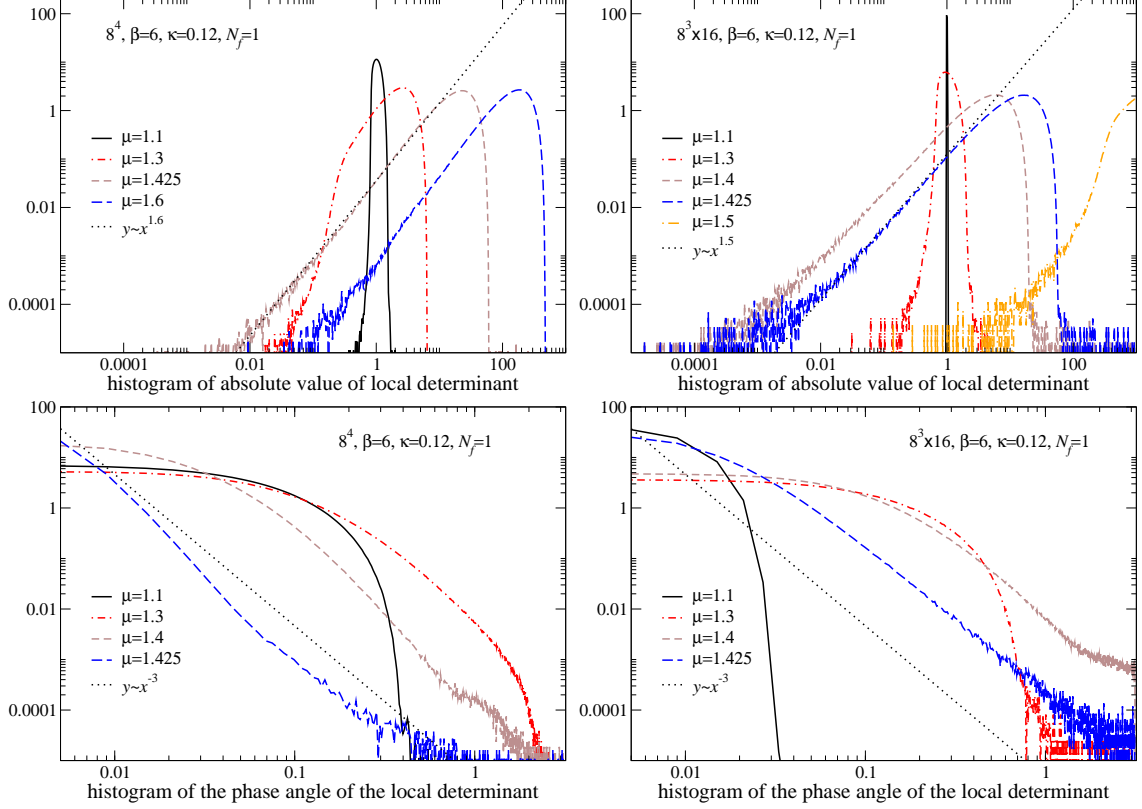 100
1
0.01
0.0001
8^4, β=6, κ=0.12, N_f=1
μ=1.1
μ=1.3
μ=1.425
μ=1.6
y~x^1.6
0.0001 0.01 1 100
histogram of absolute value of local determinant
100
1
0.01
0.0001
8^3x16, β=6, κ=0.12, N_f=1
μ=1.1
μ=1.3
μ=1.4
μ=1.425
μ=1.5
y~x^1.5
0.01 1 100
histogram of absolute value of local determinant
100
1
0.01
0.0001
8^4, β=6, κ=0.12, N_f=1
μ=1.1
μ=1.3
μ=1.4
μ=1.425
y~x^-3
0.01 0.1 1
histogram of the phase angle of the local determinant
100
1
0.01
0.0001
8^3x16, β=6, κ=0.12, N_f=1
μ=1.1
μ=1.3
μ=1.4
μ=1.425
y~x^-3
0.01 0.1 1
histogram of the phase angle of the local determinant